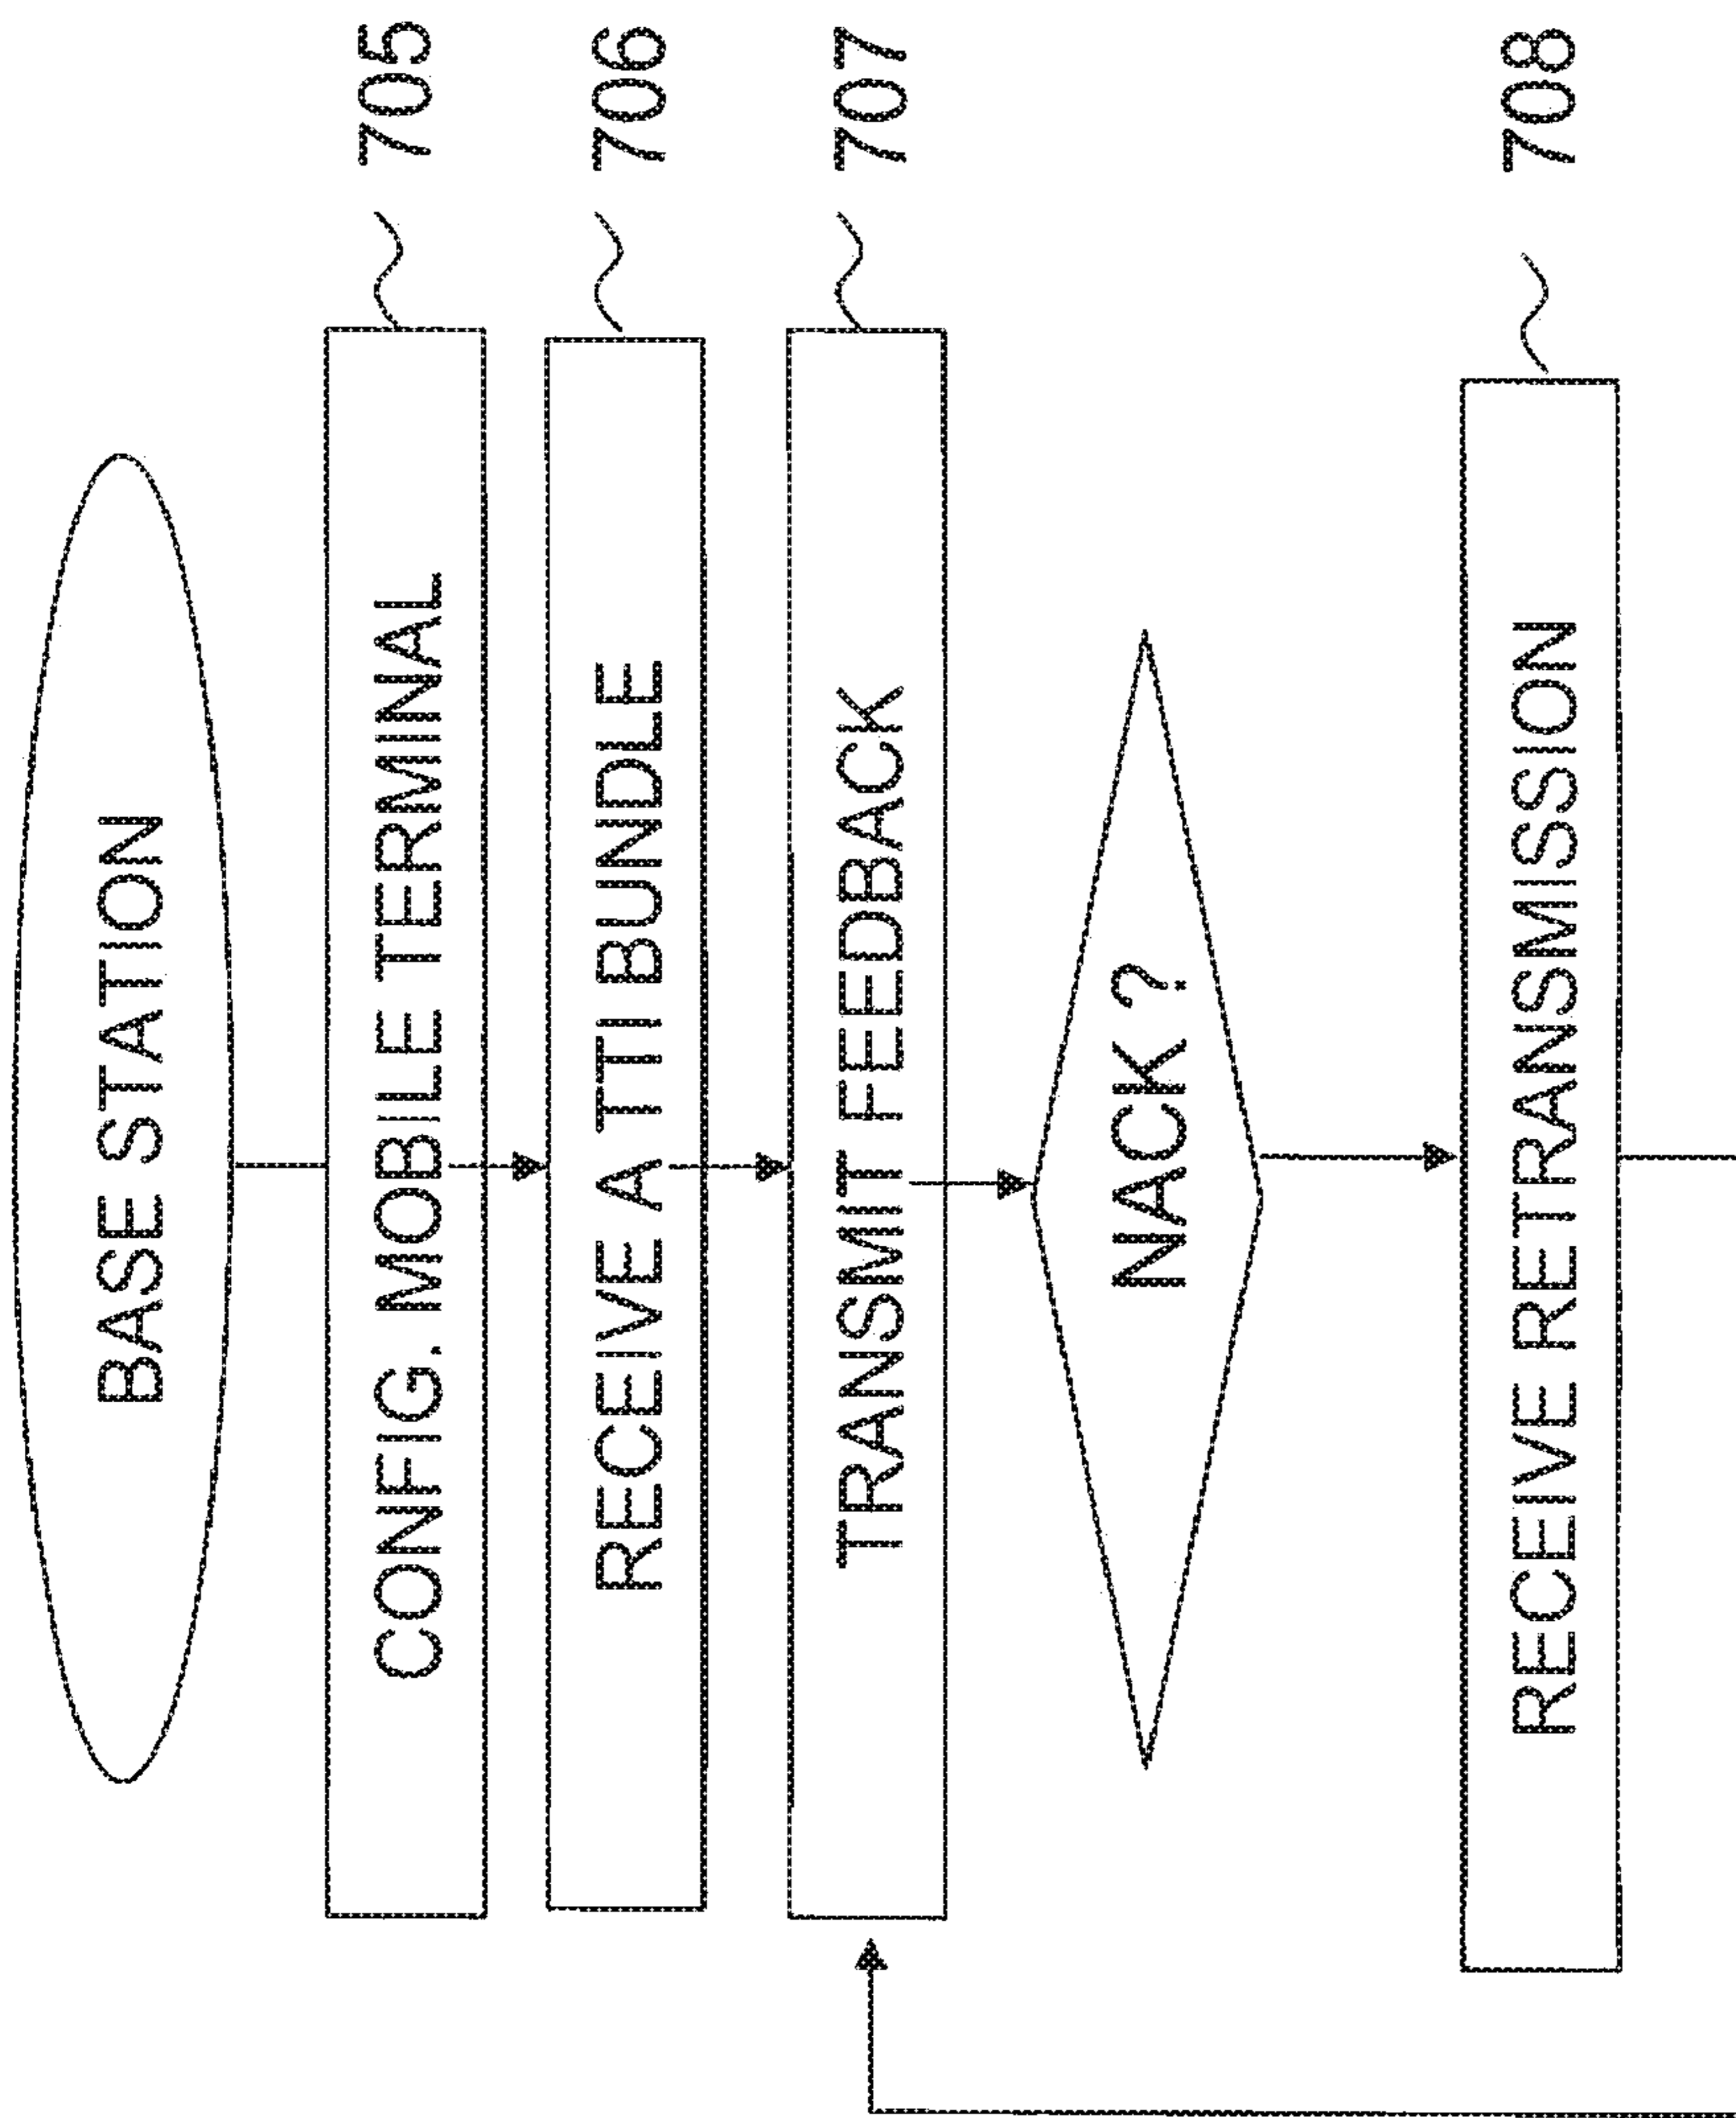 BASE STATION
CONFIG. MOBILE TERMINAL
705
RECEIVE A TTI BUNDLE
706
TRANSMIT FEEDBACK
707
NACK ?
RECEIVE RETRANSMISSION
708